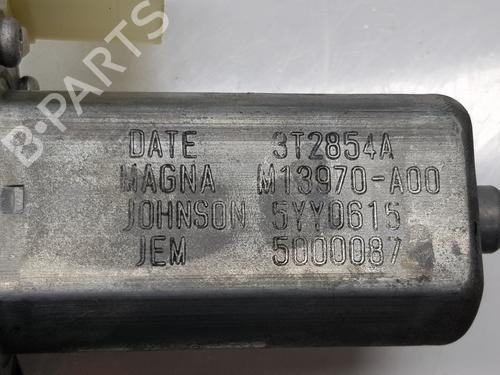 B-PARTS
DATE 3T2854A
MAGNA M13970-A00
JOHNSON 5YY0615
JEM 5000087